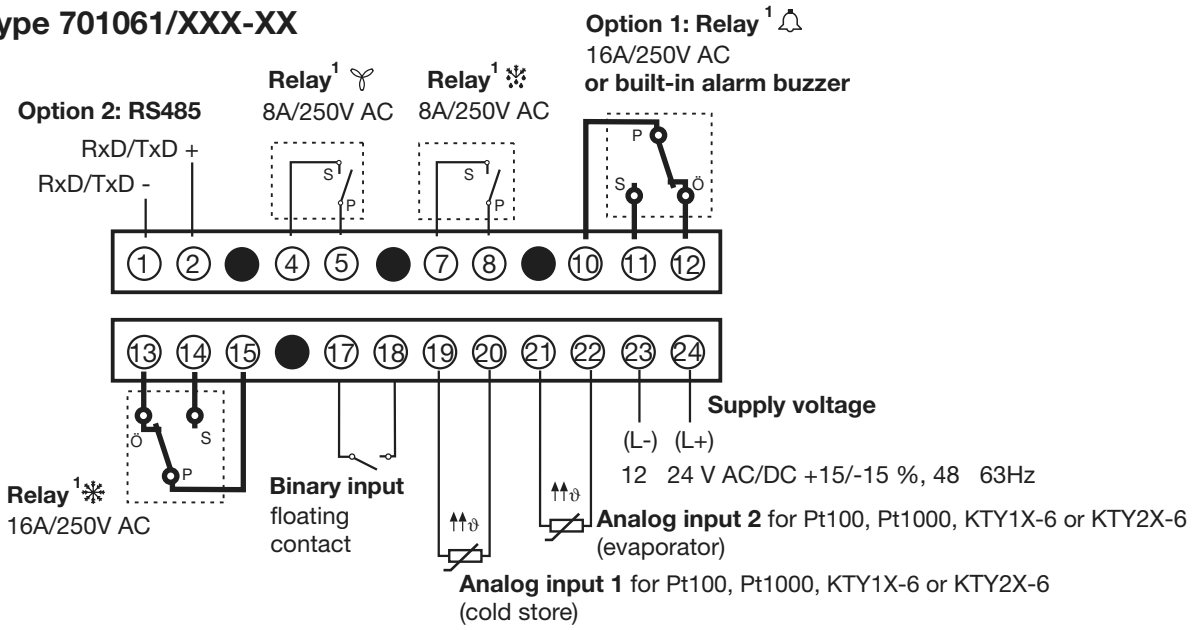 ype 701061/XXX-XX
Option 1: Relay 1
16A/250V AC
or built-in alarm buzzer
Relay 1
8A/250V AC
Relay 1
8A/250V AC
Option 2: RS485
RxD/TxD +
RxD/TxD -
S
P
S
P
P
S
Ö
1 2 4 5 7 8 10 11 12
13 14 15 17 18 19 20 21 22 23 24
Ö
S
P
Relay 1
16A/250V AC
Binary input
floating
contact
Supply voltage
(L-) (L+)
12 24 V AC/DC +15/-15 %, 48 63Hz
ϑ
Analog input 2 for Pt100, Pt1000, KTY1X-6 or KTY2X-6
(evaporator)
ϑ
Analog input 1 for Pt100, Pt1000, KTY1X-6 or KTY2X-6
(cold store)